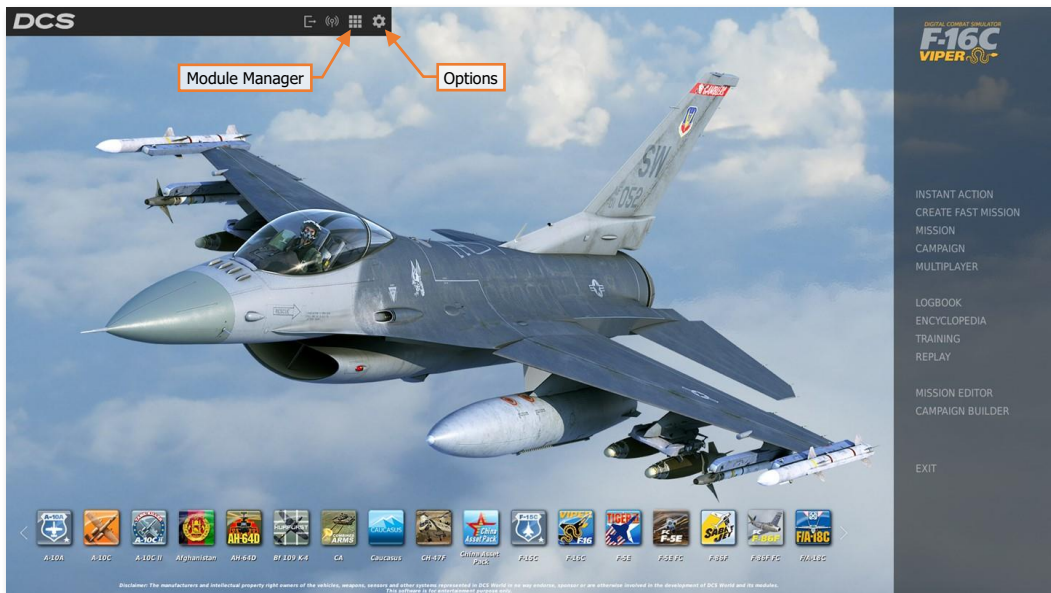 DCS
Module Manager
Options
GAMBLERS
SW
052
DIGITAL COMBAT SIMULATOR
F-16C
VIPER
INSTANT ACTION
CREATE FAST MISSION
MISSION
CAMPAIGN
MULTIPLAYER
LOGBOOK
ENCYCLOPEDIA
TRAINING
REPLAY
MISSION EDITOR
CAMPAIGN BUILDER
EXIT
A-10A
A-10C
A-10C II
Afghanistan
AH-64D
Bf 109 K-4
CA
Caucasus
CH-47F
China Asset
Pack
F-15C
F-16C
F-5E
F-5E FC
F-86F
F-86F FC
F/A-18C
Disclaimer: The manufacturers and intellectual property right owners of the vehicles, weapons, sensors and other systems represented in DCS World in no way endorse, sponsor or are otherwise involved in the development of DCS World and its modules.
This software is for entertainment purpose only.